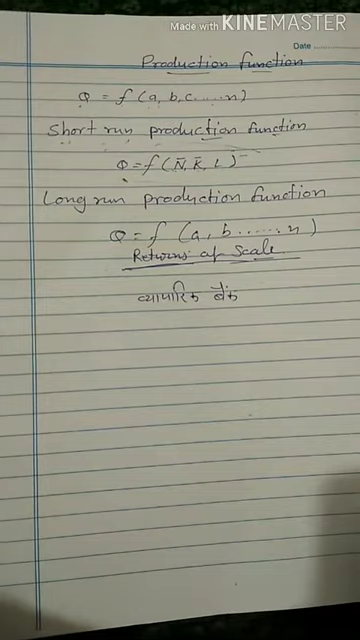 Made with KINEMASTER
Date
Production function
Q = f (a, b, c.....n)
Short run production function
Q = f (N̄, K̄, L)
Long run production function
Q = f (a, b ...... n)
Returns of Scale
व्यापारिक बैंक